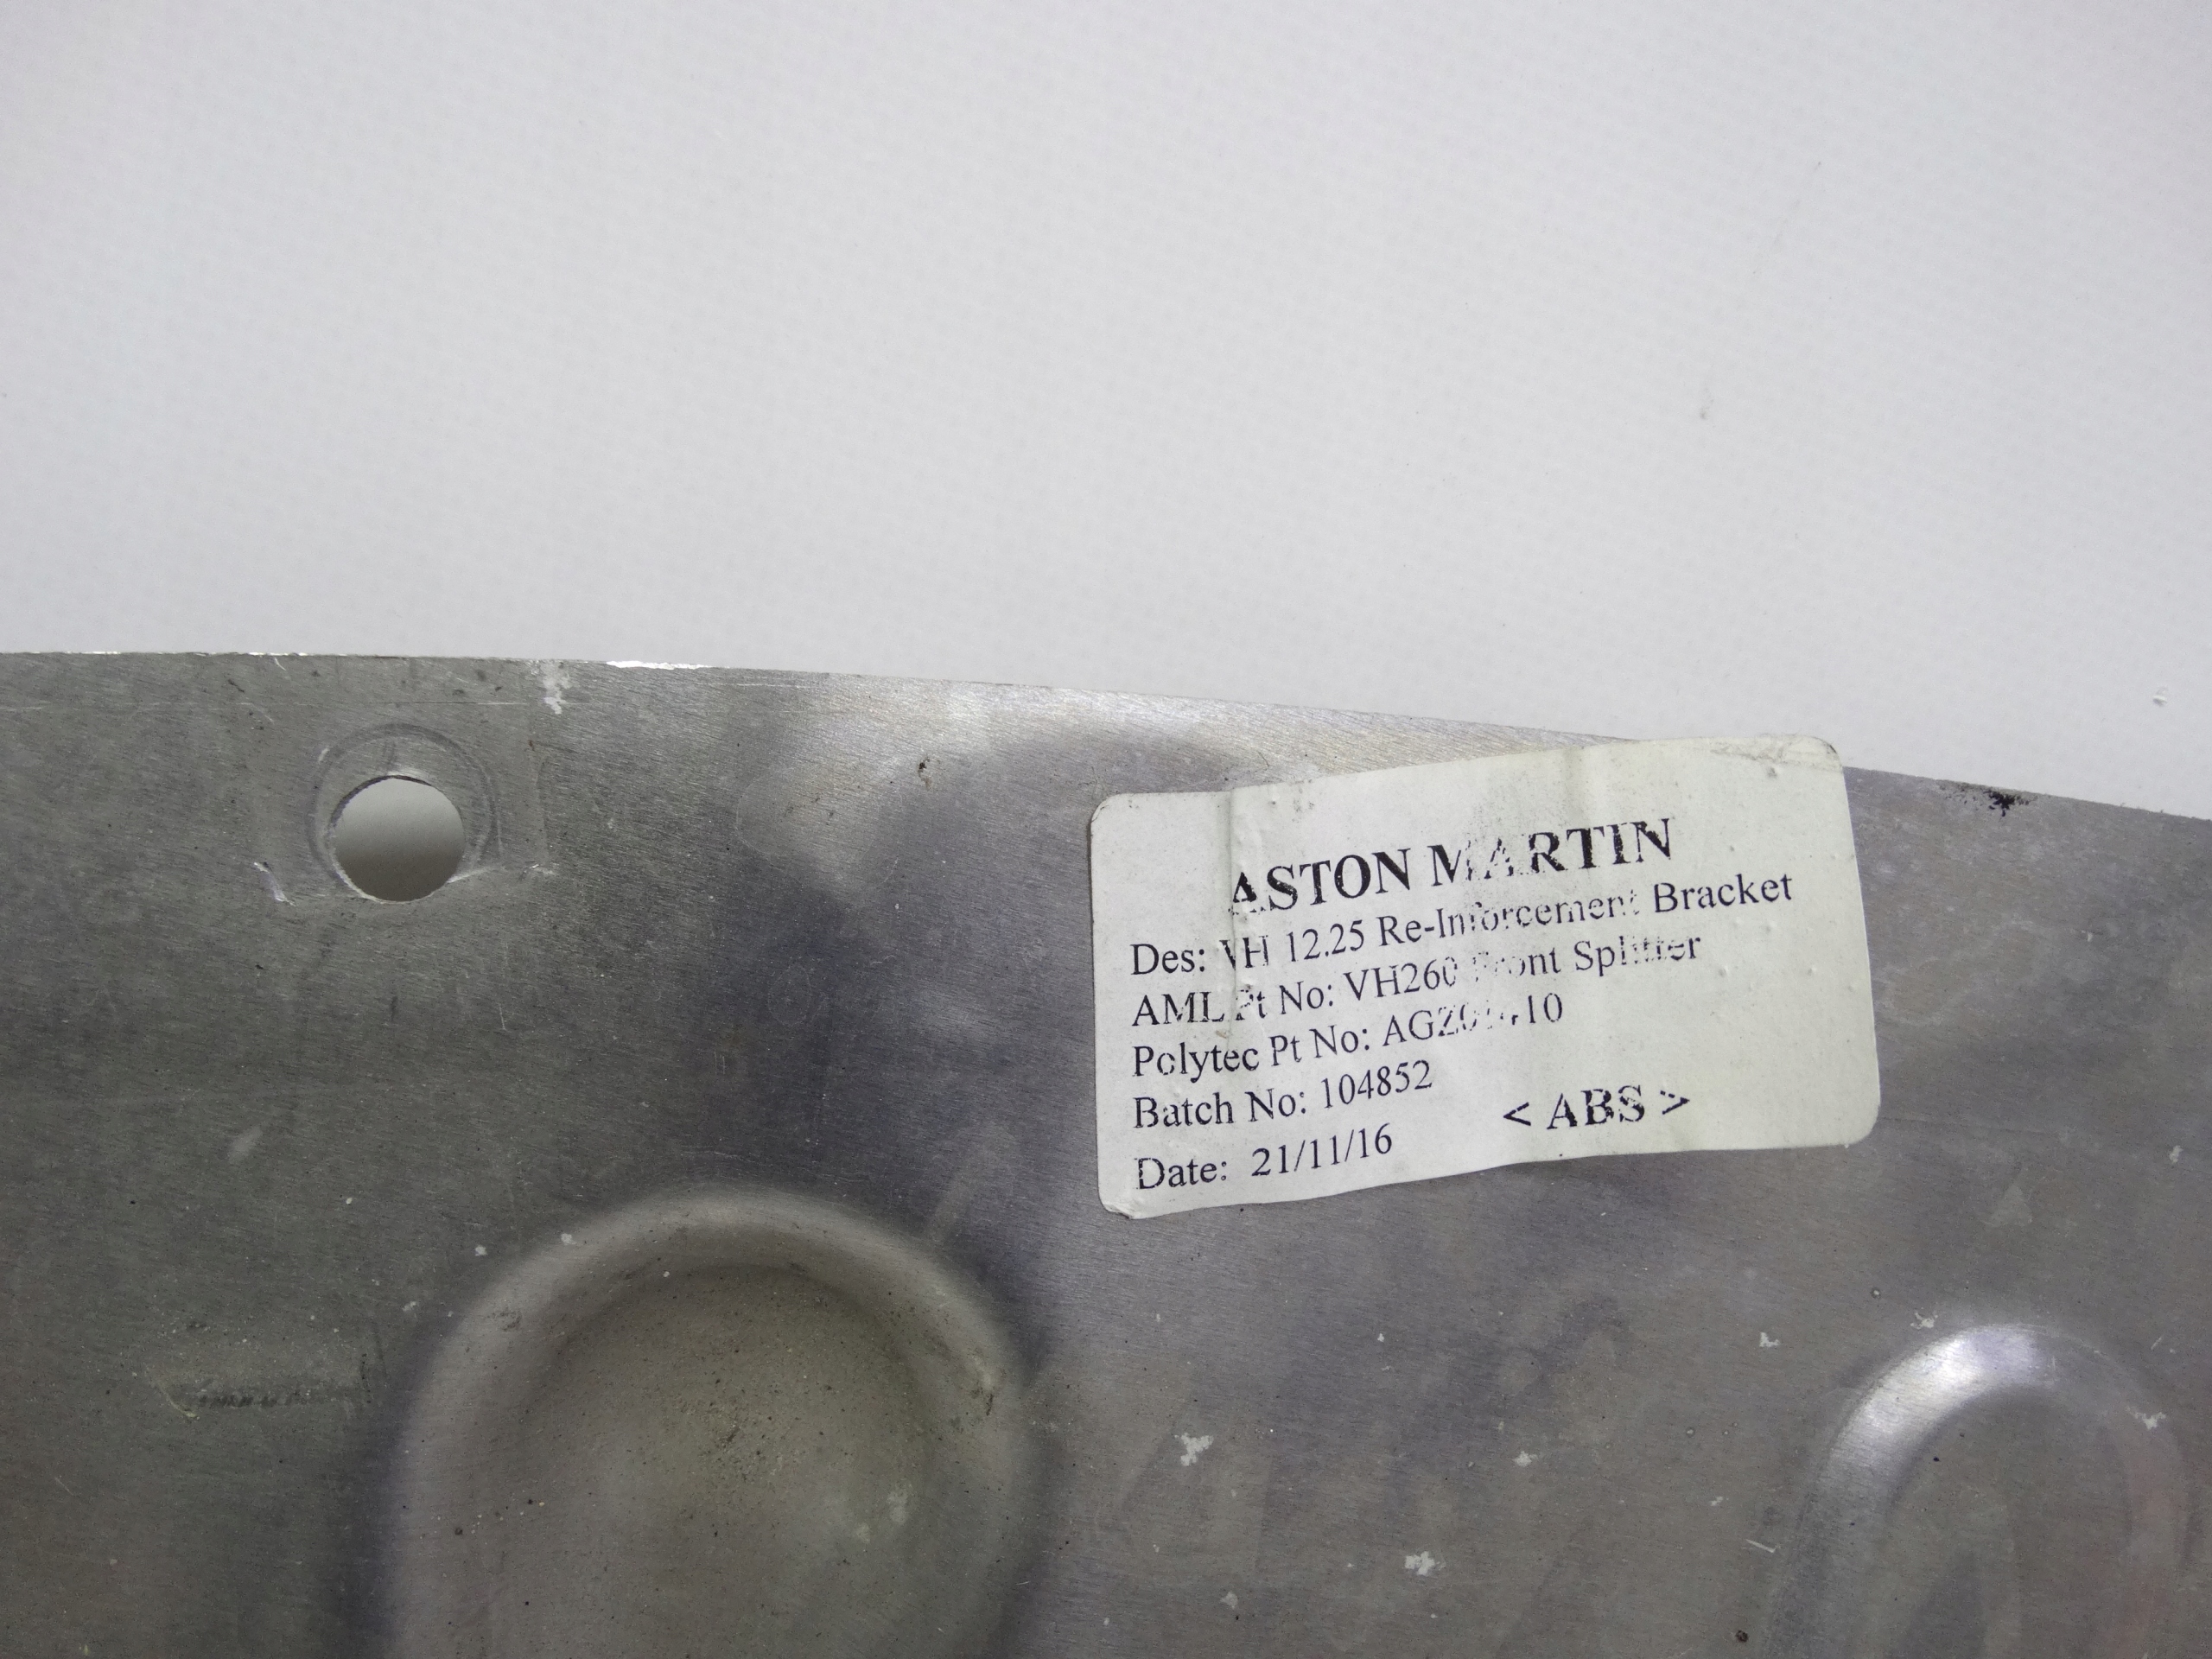 ASTON MARTIN
Des: VH 12.25 Re-Inforcement Bracket
AML Pt No: VH260 Front Splitter
Polytec Pt No:
Batch No: 104852
< ABS >
Date: 21/11/16